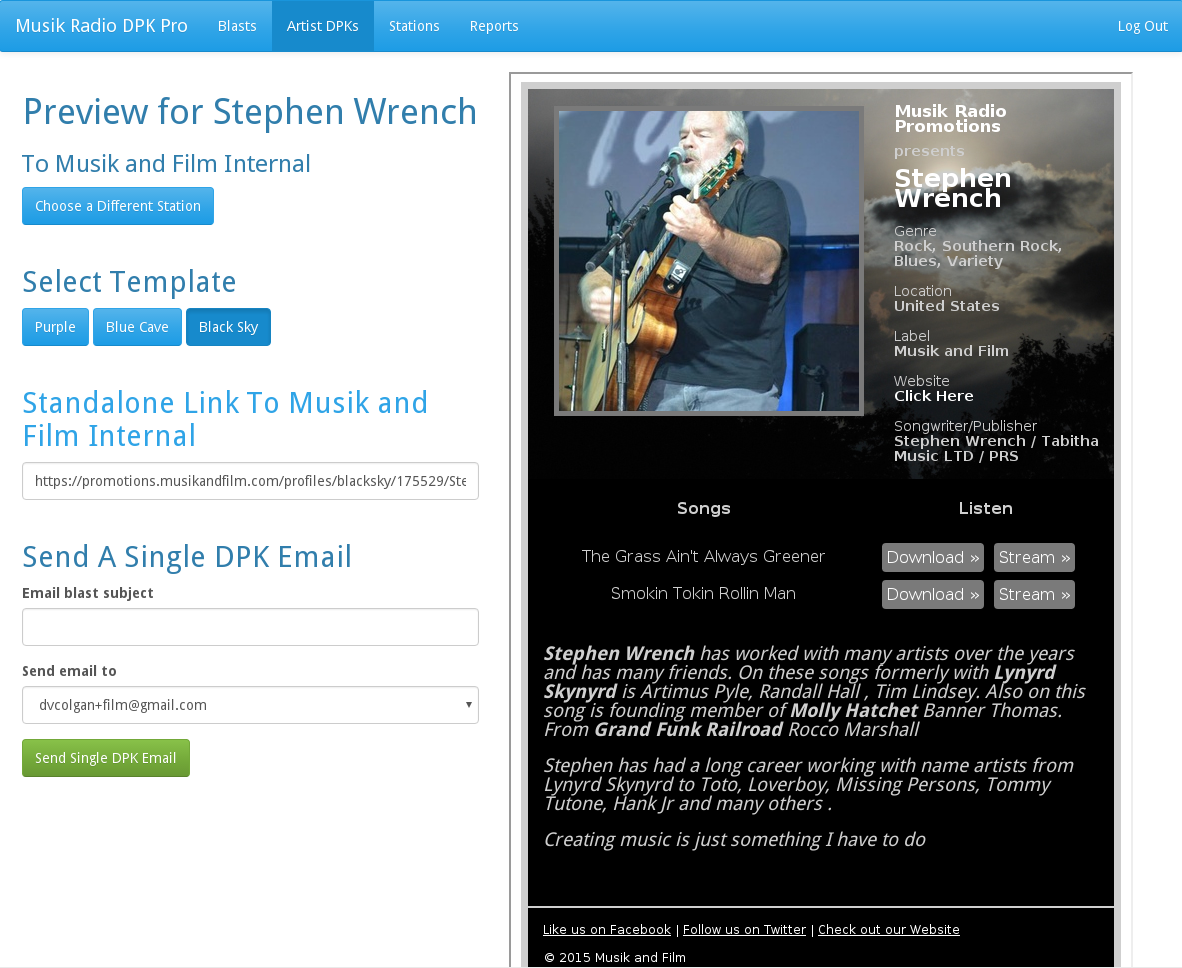 Musik Radio DPK Pro Blasts Artist DPKs Stations Reports Log Out
Preview for Stephen Wrench
To Musik and Film Internal
Choose a Different Station
Select Template
Purple Blue Cave Black Sky
Standalone Link To Musik and
Film Internal
https://promotions.musikandfilm.com/profiles/blacksky/175529/Ste
Send A Single DPK Email
Email blast subject
Send email to
dvcolgan+film@gmail.com
Send Single DPK Email
Musik Radio
Promotions
presents
Stephen
Wrench
Genre
Rock, Southern Rock,
Blues, Variety
Location
United States
Label
Musik and Film
Website
Click Here
Songwriter/Publisher
Stephen Wrench / Tabitha
Music LTD / PRS
Songs Listen
The Grass Ain't Always Greener Download » Stream »
Smokin Tokin Rollin Man Download » Stream »
Stephen Wrench has worked with many artists over the years
and has many friends. On these songs formerly with Lynyrd
Skynyrd is Artimus Pyle, Randall Hall , Tim Lindsey. Also on this
song is founding member of Molly Hatchet Banner Thomas.
From Grand Funk Railroad Rocco Marshall
Stephen has had a long career working with name artists from
Lynyrd Skynyrd to Toto, Loverboy, Missing Persons, Tommy
Tutone, Hank Jr and many others .
Creating music is just something I have to do
Like us on Facebook | Follow us on Twitter | Check out our Website
© 2015 Musik and Film